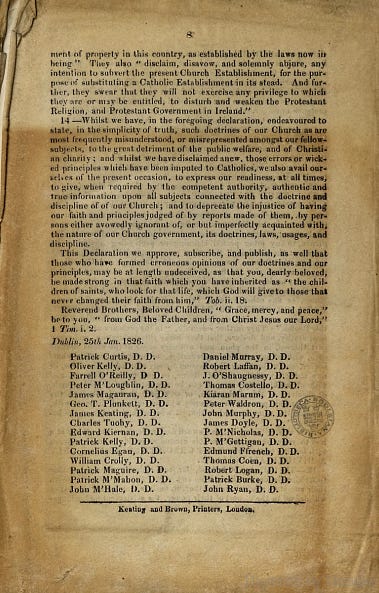 8
ment of property in this country, as established by the laws now in
being" They also "disclaim, disavow, and solemnly abjure, any
intention to subvert the present Church Establishment, for the pur-
pose of substituting a Catholic Establishment in its stead. And fur-
ther, they swear that they will not exercise any privilege to which
they are or may be entitled, to disturb and weaken the Protestant
Religion, and Protestant Government in Ireland."
14—Whilst we have, in the foregoing declaration, endeavoured to
state, in the simplicity of truth, such doctrines of our Church as are
most frequently misunderstood, or misrepresented amongst our fellow-
subjects, to the great detriment of the public welfare, and of Christi-
an charity; and whilst we have disclaimed anew, those errors or wick-
ed principles which have been imputed to Catholics, we also avail our-
selves of the present occasion, to express our readiness, at all times,
to give, when required by the competent authority, authentic and
true information upon all subjects connected with the doctrine and
discipline of of our Church; and to deprecate the injustice of having
our faith and principles judged of by reports made of them, by per-
sons either avowedly ignorant of, or but imperfectly acquainted with,
the nature of our Church government, its doctrines, laws, usages, and
discipline.
This Declaration we approve, subscribe, and publish, as well that
those who have formed erroneous opinions of our doctrines and our
principles, may be at length undeceived, as that you, dearly beloved,
be made strong in that faith which you have inherited as "the chil-
dren of saints, who look for that life, which God will give to those that
never changed their faith from him," Tob. ii. 18.
Reverend Brothers, Beloved Children, "Grace, mercy, and peace,"
be to you, "from God the Father, and from Christ Jesus our Lord,"
1 Tim. i. 2.
Dublin, 25th Jan. 1826.
Patrick Curtis, D. D.
Oliver Kelly, D. D.
Farrell O'Reilly, D. D.
Peter M'Loughlin, D. D.
James Magauran, D. D.
Geo. T. Plunkett, D. D.
James Keating, D. D.
Charles Tuohy, D. D.
Edward Kiernan, D. D.
Patrick Kelly, D. D.
Cornelius Egan, D. D.
William Crolly, D. D.
Patrick Maguire, D. D.
Patrick M'Mahon, D. D.
John M'Hale, D. D.
Daniel Murray, D. D.
Robert Laffan, D. D.
J. O'Shaugnessy, D. D.
Thomas Costello, D. D.
Kiaran Marum, D. D.
Peter Waldron, D. D.
John Murphy, D. D.
James Doyle, D. D.
P. M'Nicholas, D. D.
P. M'Gettigan, D. D.
Edmund Ffrench, D. D.
Thomas Coen, D. D.
Robert Logan, D. D.
Patrick Burke, D. D.
John Ryan, D. D.
Keating and Brown, Printers, London.